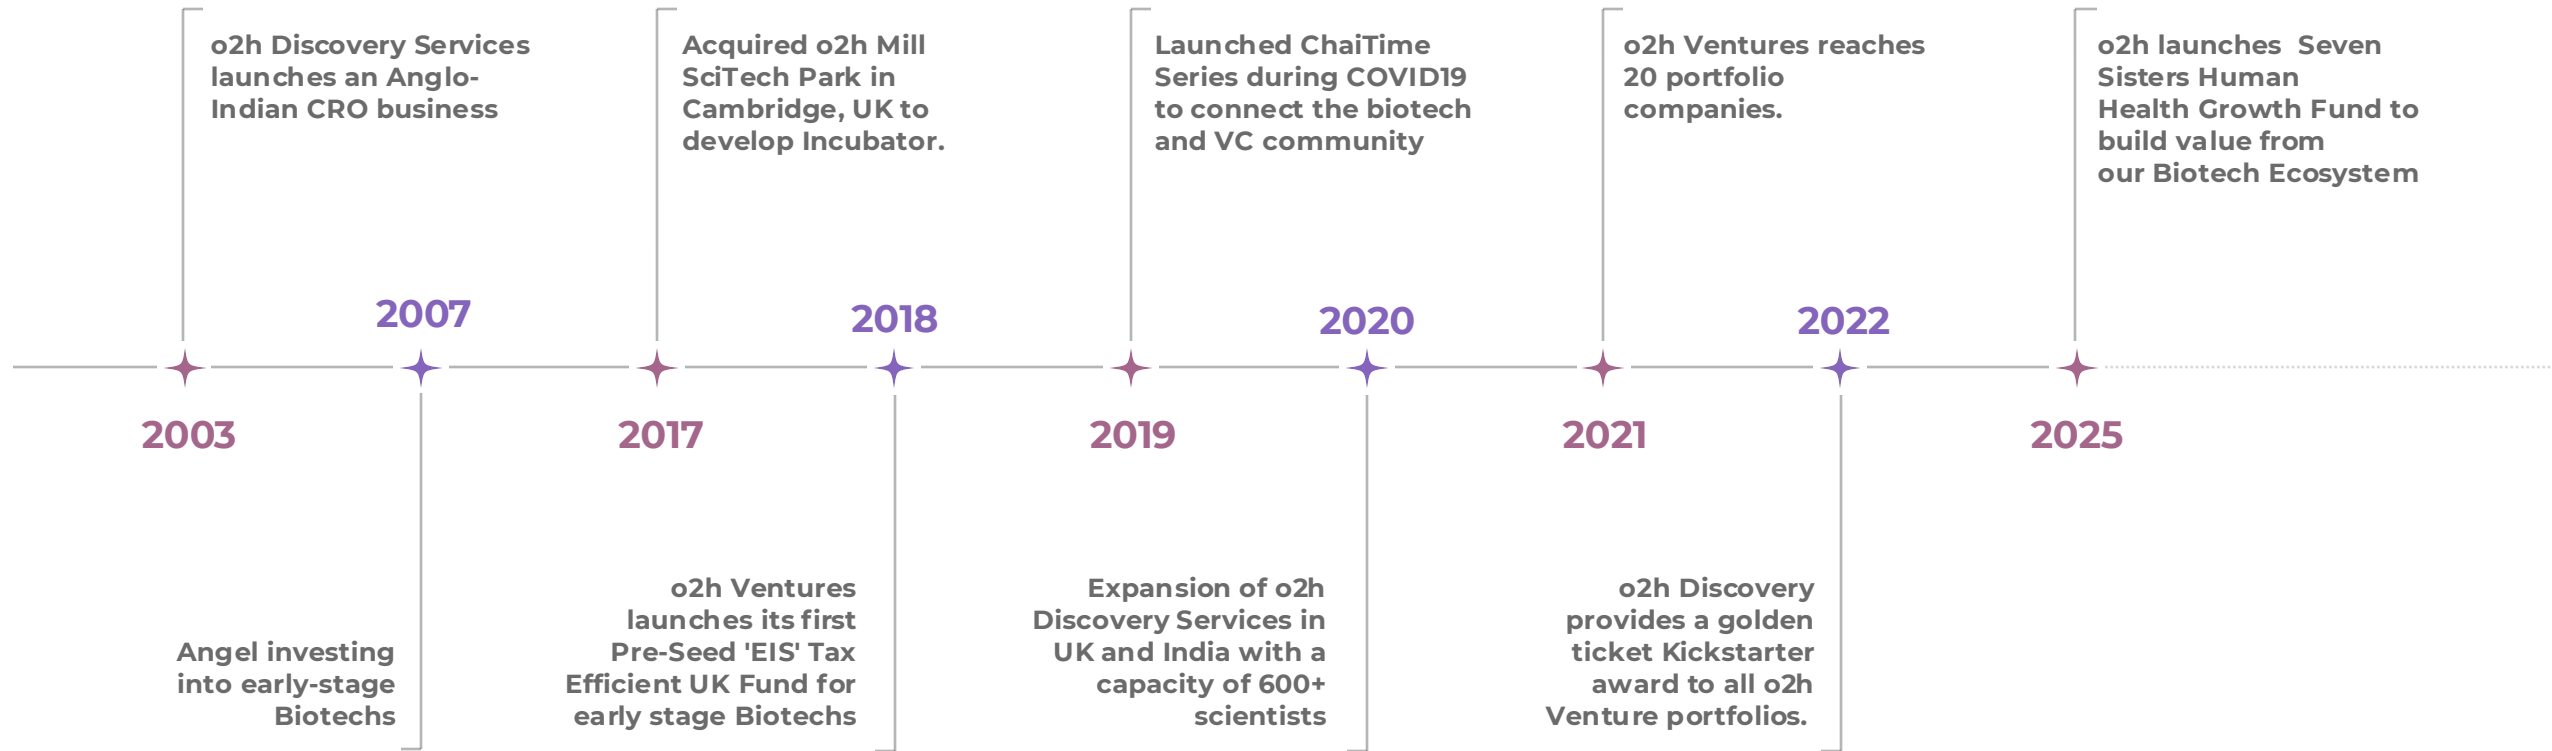 o2h Discovery Services
launches an Anglo-
Indian CRO business
Acquired o2h Mill
SciTech Park in
Cambridge, UK to
develop Incubator.
Launched ChaiTime
Series during COVID19
to connect the biotech
and VC community
o2h Ventures reaches
20 portfolio
companies.
o2h launches  Seven
Sisters Human
Health Growth Fund to
build value from
our Biotech Ecosystem
2007
2018
2020
2022
2003
2017
2019
2021
2025
Angel investing
into early-stage
Biotechs
o2h Ventures
launches its first
Pre-Seed 'EIS' Tax
Efficient UK Fund for
early stage Biotechs
Expansion of o2h
Discovery Services in
UK and India with a
capacity of 600+
scientists
o2h Discovery
provides a golden
ticket Kickstarter
award to all o2h
Venture portfolios.